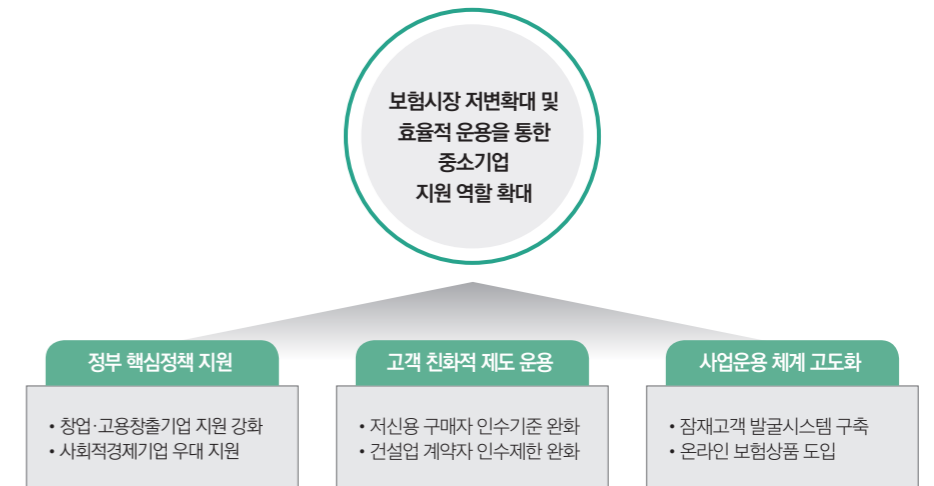 보험시장 저변확대 및
효율적 운용을 통한
중소기업
지원 역할 확대
정부 핵심정책 지원
• 창업·고용창출기업 지원 강화
• 사회적경제기업 우대 지원
고객 친화적 제도 운용
• 저신용 구매자 인수기준 완화
• 건설업 계약자 인수제한 완화
사업운용 체계 고도화
• 잠재고객 발굴시스템 구축
• 온라인 보험상품 도입